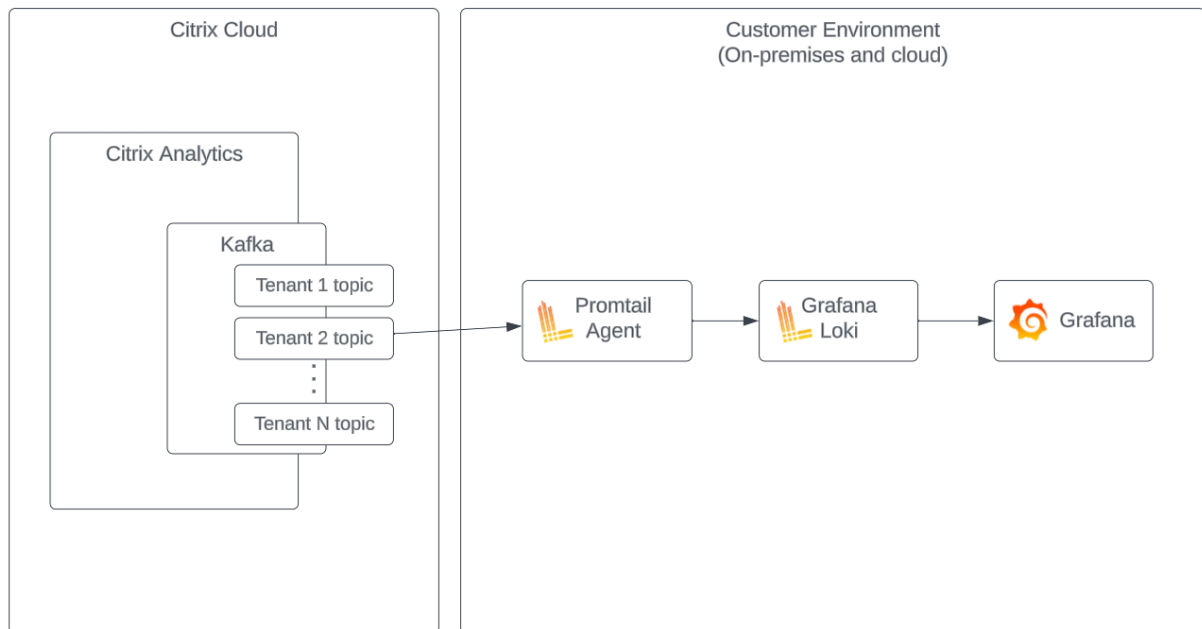 Citrix Cloud
Customer Environment
(On-premises and cloud)
Citrix Analytics
Kafka
Tenant 1 topic
Tenant 2 topic
Tenant N topic
Promtail
Agent
Grafana
Loki
Grafana